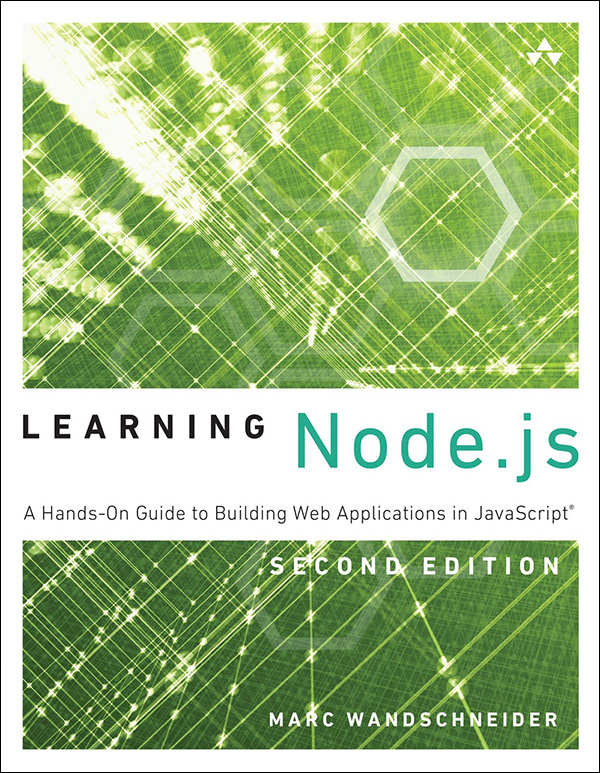 LEARNING Node.js
A Hands-On Guide to Building Web Applications in JavaScript®
SECOND EDITION
MARC WANDSCHNEIDER